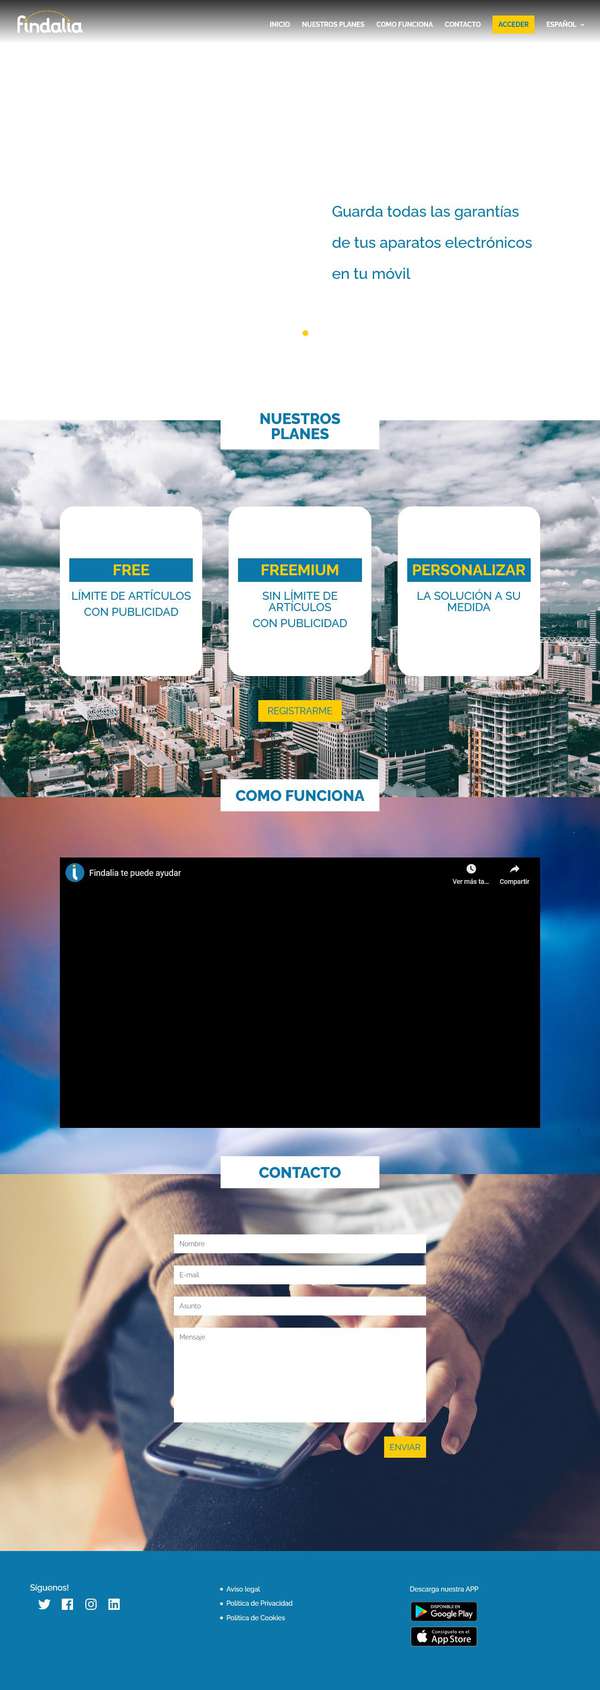 findalia
INICIO
NUESTROS PLANES
COMO FUNCIONA
CONTACTO
ACCEDER
ESPAÑOL
Guarda todas las garantías
de tus aparatos electrónicos
en tu móvil
NUESTROS
PLANES
FREE
LÍMITE DE ARTÍCULOS
CON PUBLICIDAD
FREEMIUM
SIN LÍMITE DE
ARTÍCULOS
CON PUBLICIDAD
PERSONALIZAR
LA SOLUCIÓN A SU
MEDIDA
REGISTRARME
COMO FUNCIONA
Findalia te puede ayudar
Ver más ta...
Compartir
CONTACTO
Nombre
E-mail
Asunto
Mensaje
ENVIAR
Síguenos!
Aviso legal
Política de Privacidad
Política de Cookies
Descarga nuestra APP
DISPONIBLE EN
Google Play
Consíguelo en el
App Store